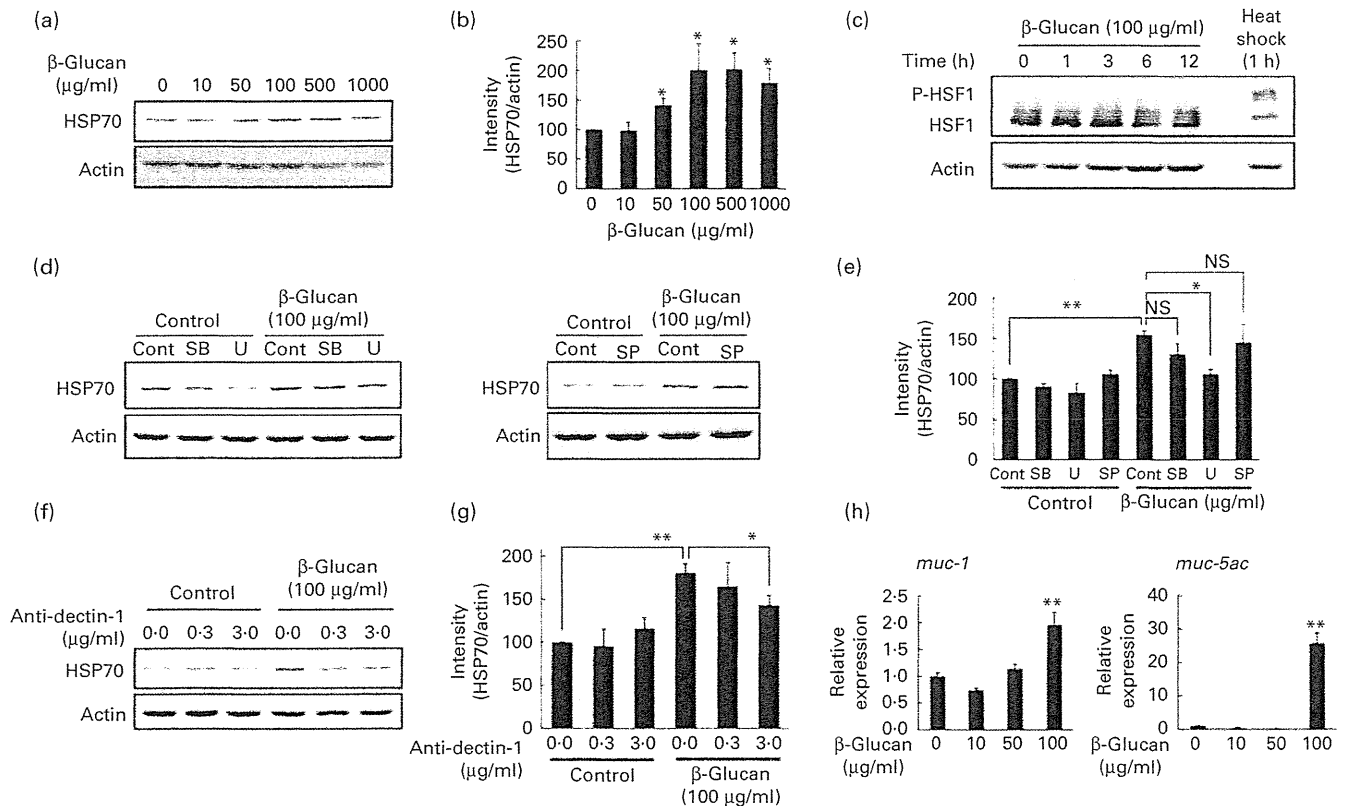 (a)
β-Glucan
(μg/ml)
0 10 50 100 500 1000
HSP70
Actin
(b)
Intensity
(HSP70/actin)
250
200
150
100
50
0
* * * *
0 10 50 100 500 1000
β-Glucan (μg/ml)
(c)
β-Glucan (100 μg/ml)
Heat
shock
(1 h)
Time (h) 0 1 3 6 12
P-HSF1
HSF1
Actin
(d)
Control
β-Glucan
(100 μg/ml)
Cont SB U Cont SB U
HSP70
Actin
Control
β-Glucan
(100 μg/ml)
Cont SP Cont SP
HSP70
Actin
(e)
Intensity
(HSP70/actin)
200
150
100
50
0
NS
*
**
NS
Cont SB U SP Cont SB U SP
Control β-Glucan (μg/ml)
(f)
Control
β-Glucan
(100 μg/ml)
Anti-dectin-1
(μg/ml)
0·0 0·3 3·0 0·0 0·3 3·0
HSP70
Actin
(g)
Intensity
(HSP70/actin)
200
150
100
50
0
** *
Anti-dectin-1
(μg/ml)
0·0 0·3 3·0 0·0 0·3 3·0
Control
β-Glucan
(100 μg/ml)
(h)
muc-1
Relative
expression
2·5
2·0
1·5
1·0
0·5
0·0
**
β-Glucan
(μg/ml)
0 10 50 100
muc-5ac
Relative
expression
40
30
20
10
0
**
β-Glucan
(μg/ml)
0 10 50 100